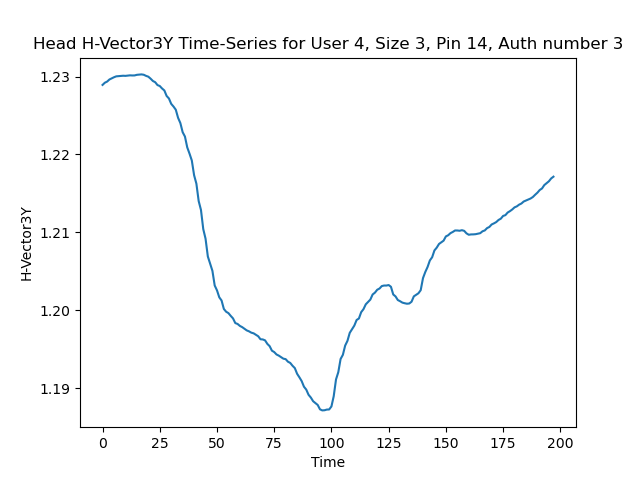 Head H-Vector3Y Time-Series for User 4, Size 3, Pin 14, Auth number 3
1.23
1.22
1.21
1.20
1.19
H-Vector3Y
0 25 50 75 100 125 150 175 200
Time